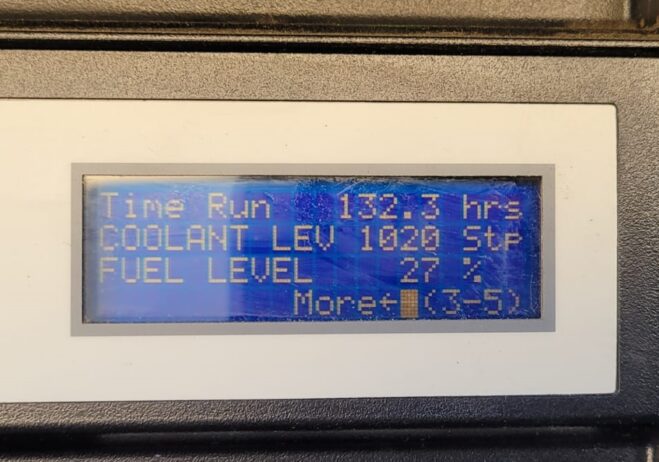 Time Run 132.3 hrs
COOLANT LEV 1020 Stp
FUEL LEVEL 27 %
More←(3-5)